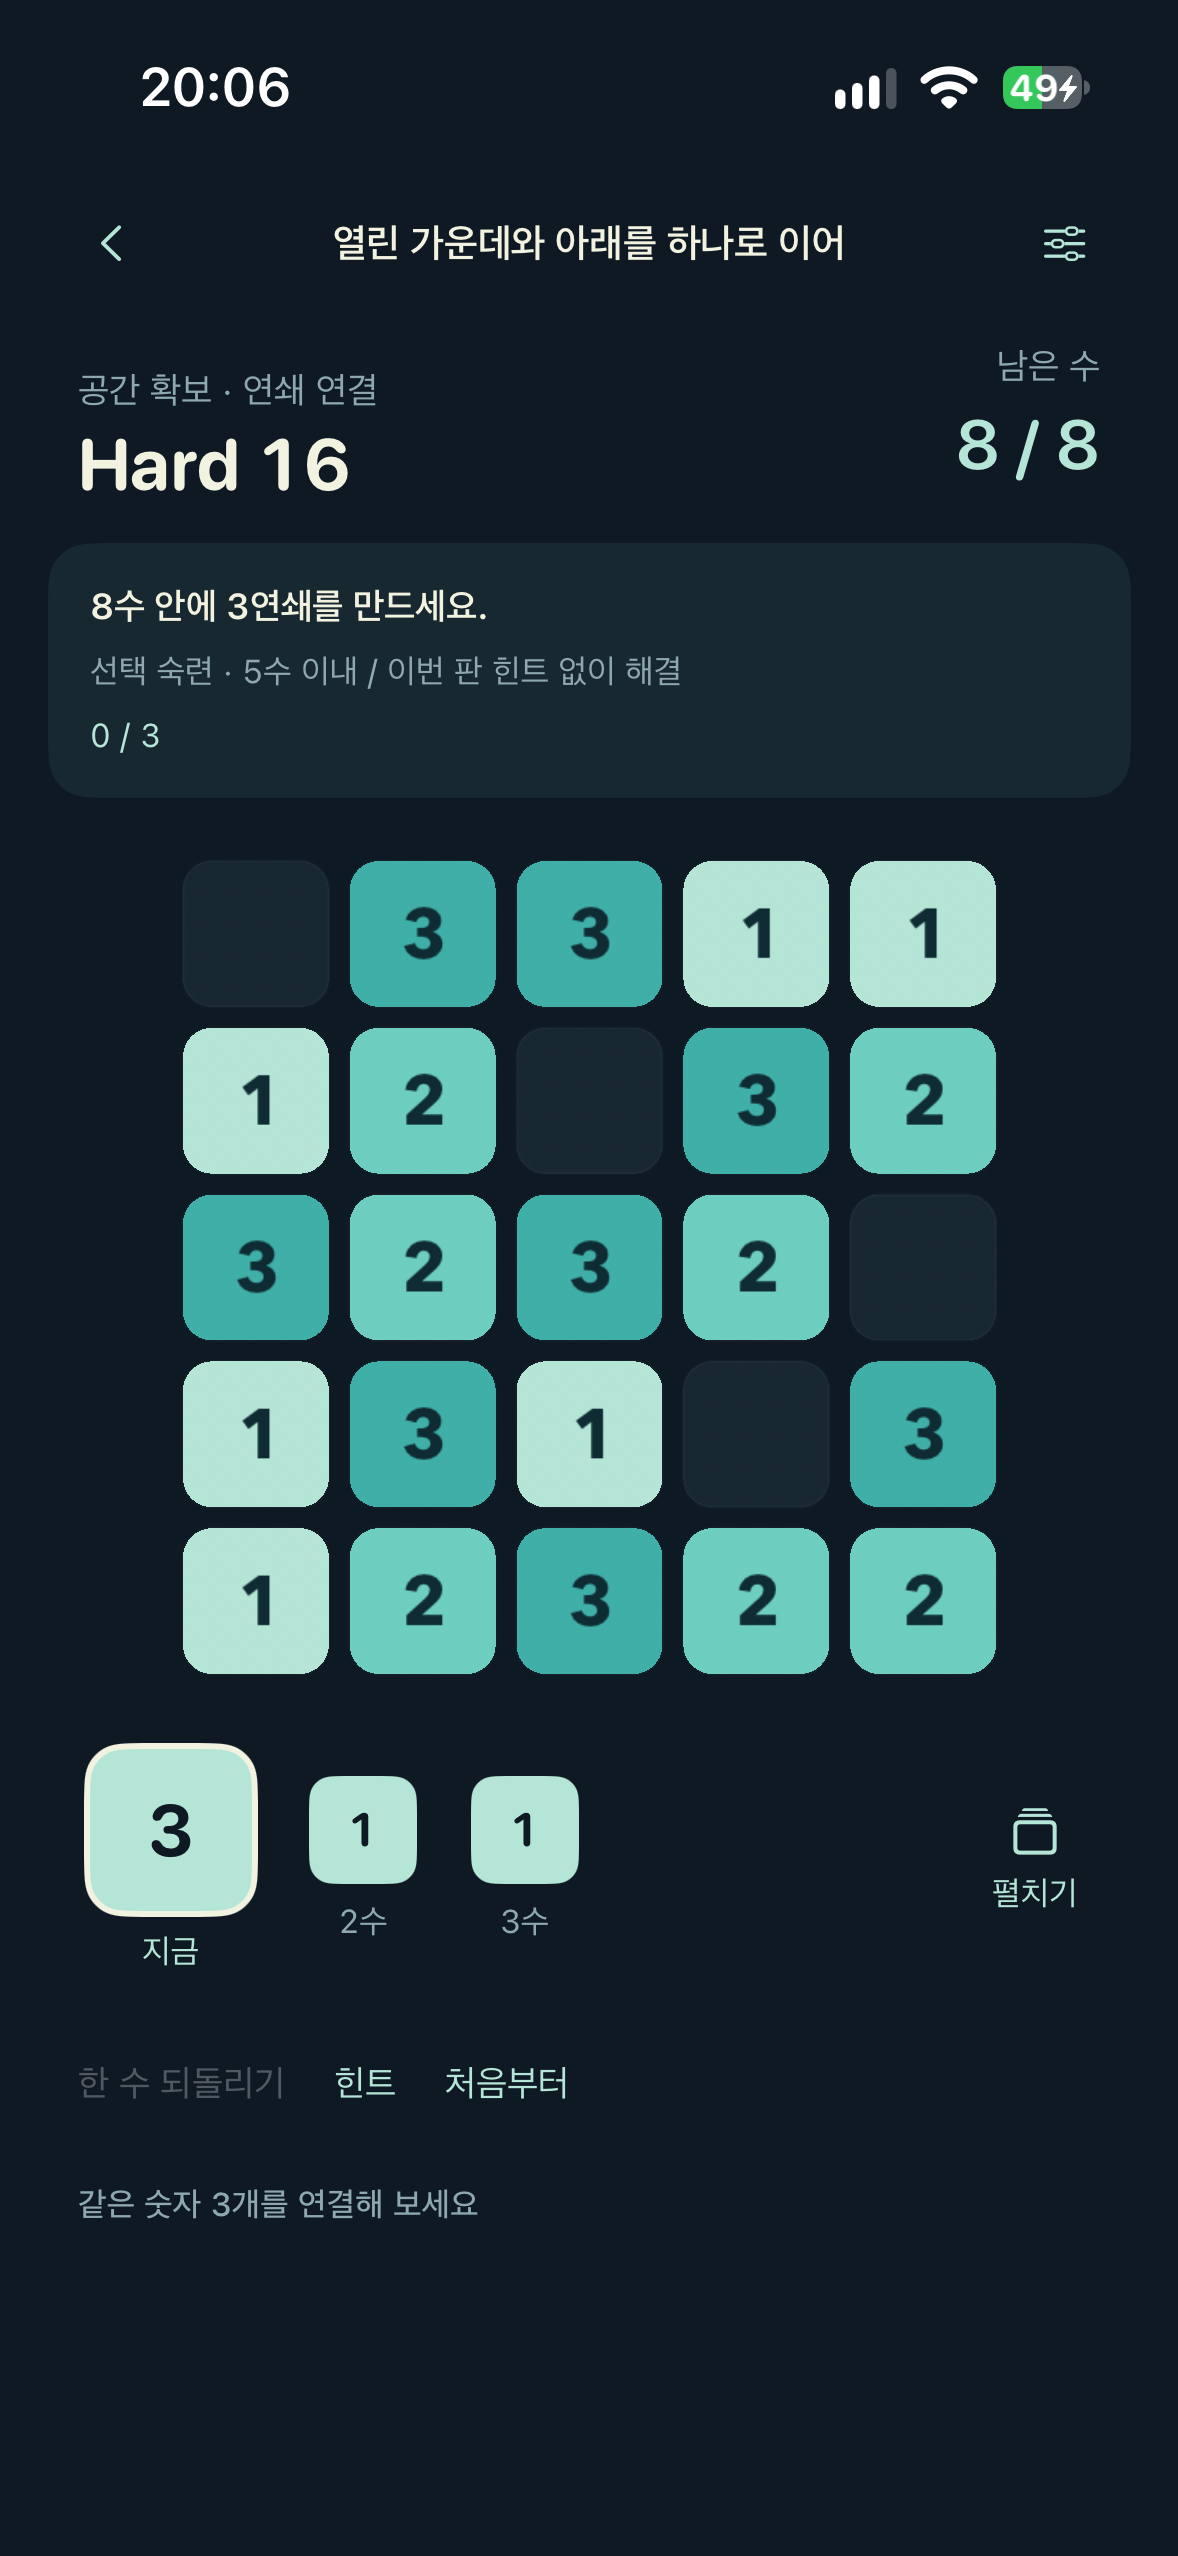 20:06
49
열린 가운데와 아래를 하나로 이어
공간 확보 · 연쇄 연결
남은 수
Hard 16
8 / 8
8수 안에 3연쇄를 만드세요.
선택 숙련 · 5수 이내 / 이번 판 힌트 없이 해결
0 / 3
3 3 1 1
1 2 3 2
3 2 3 2
1 3 1 3
1 2 3 2 2
3 1 1
지금 2수 3수 펼치기
한 수 되돌리기 힌트 처음부터
같은 숫자 3개를 연결해 보세요